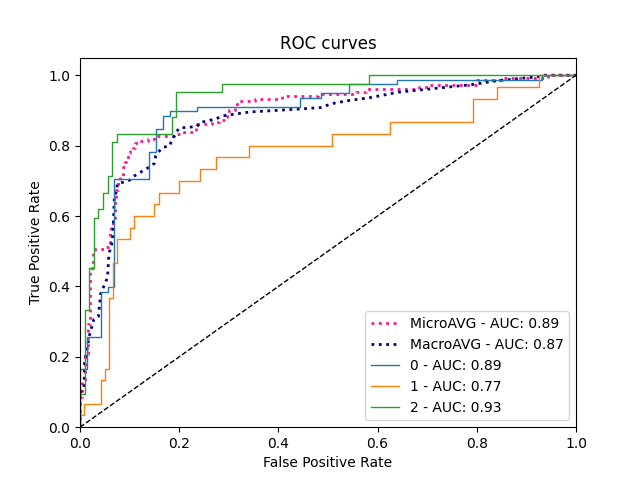 ROC curves
True Positive Rate
1.0
0.8
0.6
0.4
0.2
0.0
0.0 0.2 0.4 0.6 0.8 1.0
False Positive Rate
MicroAVG - AUC: 0.89
MacroAVG - AUC: 0.87
0 - AUC: 0.89
1 - AUC: 0.77
2 - AUC: 0.93